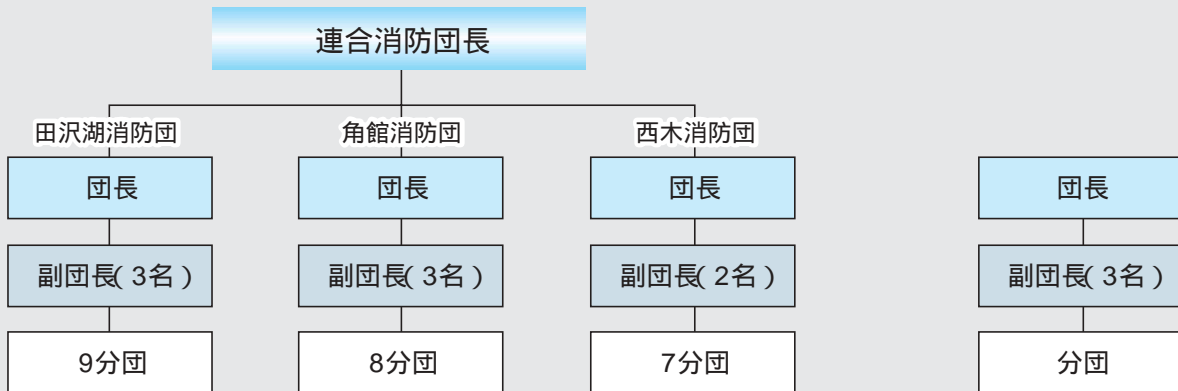 連合消防団長
田沢湖消防団
角館消防団
西木消防団
団長
団長
団長
団長
副団長(3名)
副団長(3名)
副団長(2名)
副団長(3名)
9分団
8分団
7分団
分団